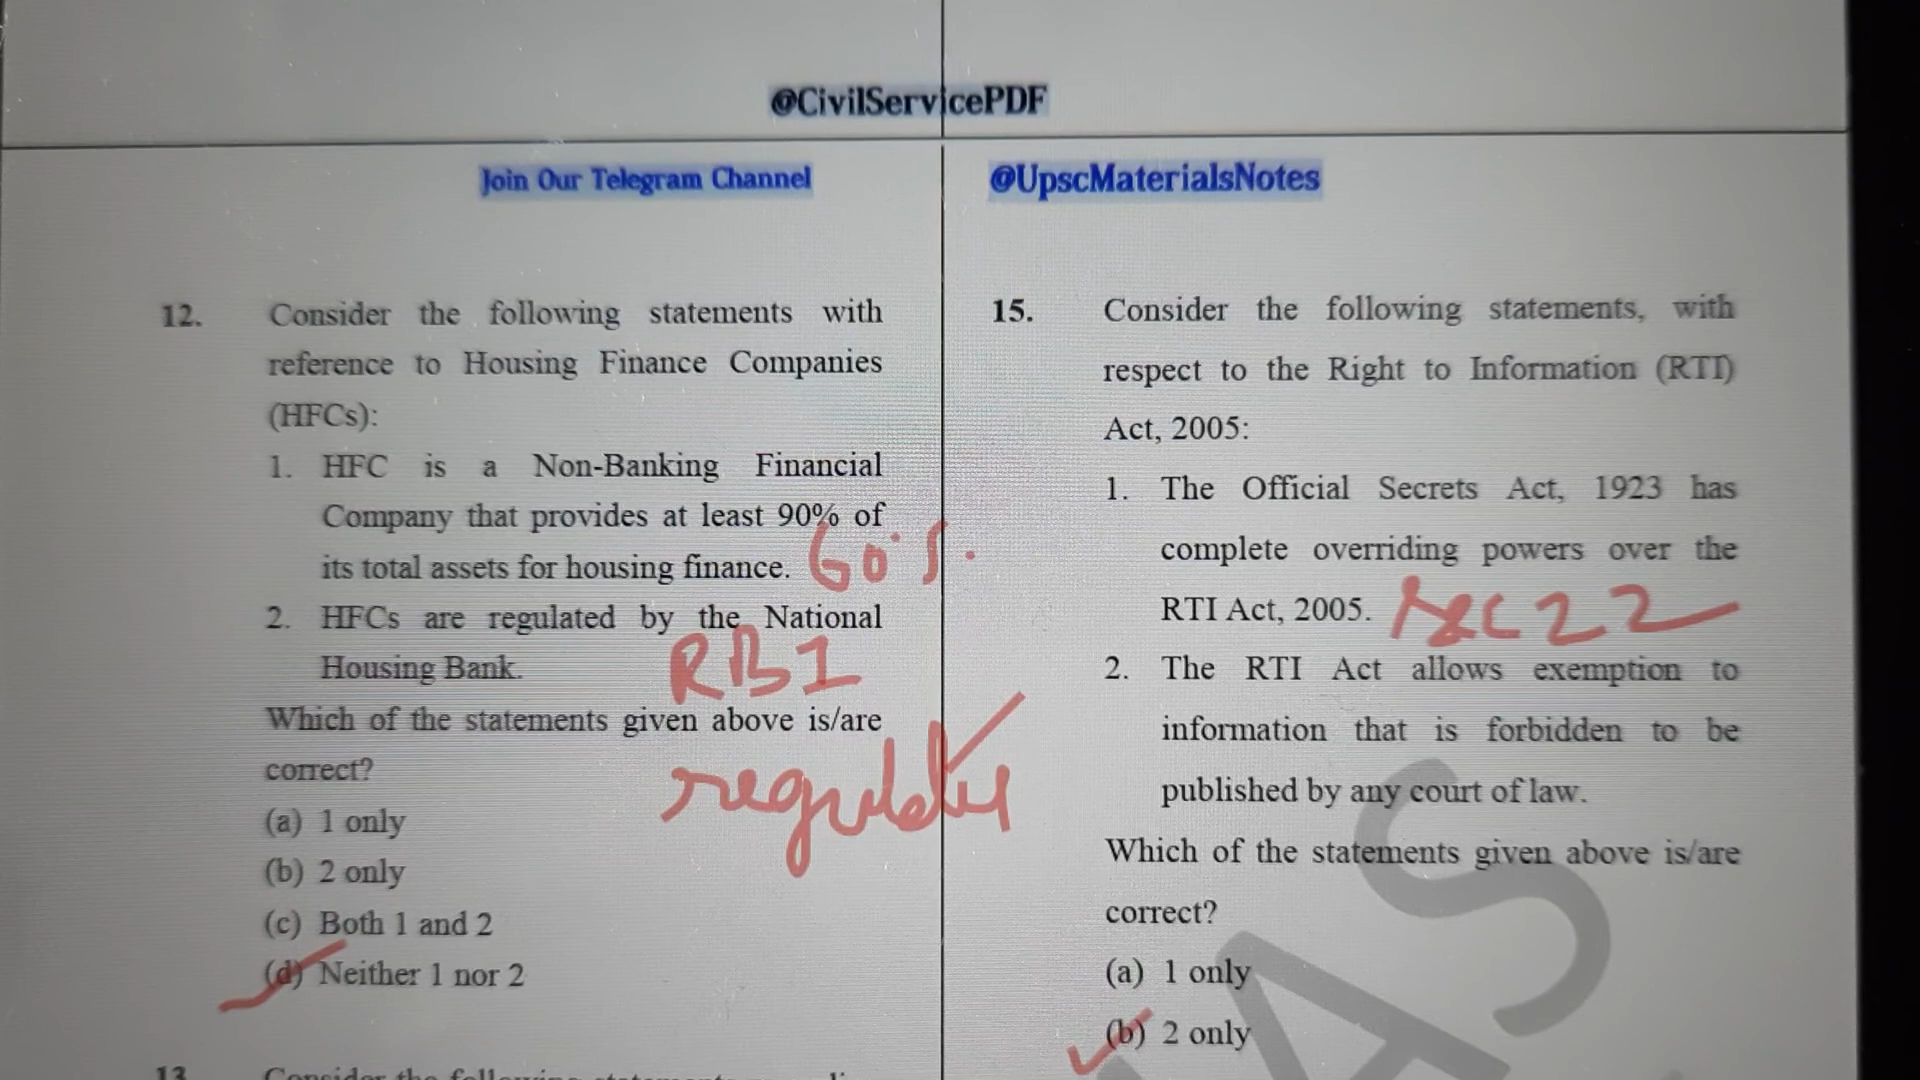 @CivilServicePDF
Join Our Telegram Channel
@UpscMaterialsNotes
12. Consider the following statements with
reference to Housing Finance Companies
(HFCs):
1. HFC is a Non-Banking Financial
Company that provides at least 90% of
its total assets for housing finance.
60%.
2. HFCs are regulated by the National
Housing Bank.
RBI
Which of the statements given above is/are
correct?
(a) 1 only
(b) 2 only
(c) Both 1 and 2
(d) Neither 1 nor 2
15. Consider the following statements, with
respect to the Right to Information (RTI)
Act, 2005:
1. The Official Secrets Act, 1923 has
complete overriding powers over the
RTI Act, 2005.
Sec 22
2. The RTI Act allows exemption to
information that is forbidden to be
published by any court of law.
Which of the statements given above is/are
correct?
(a) 1 only
(b) 2 only
13 Consider the following